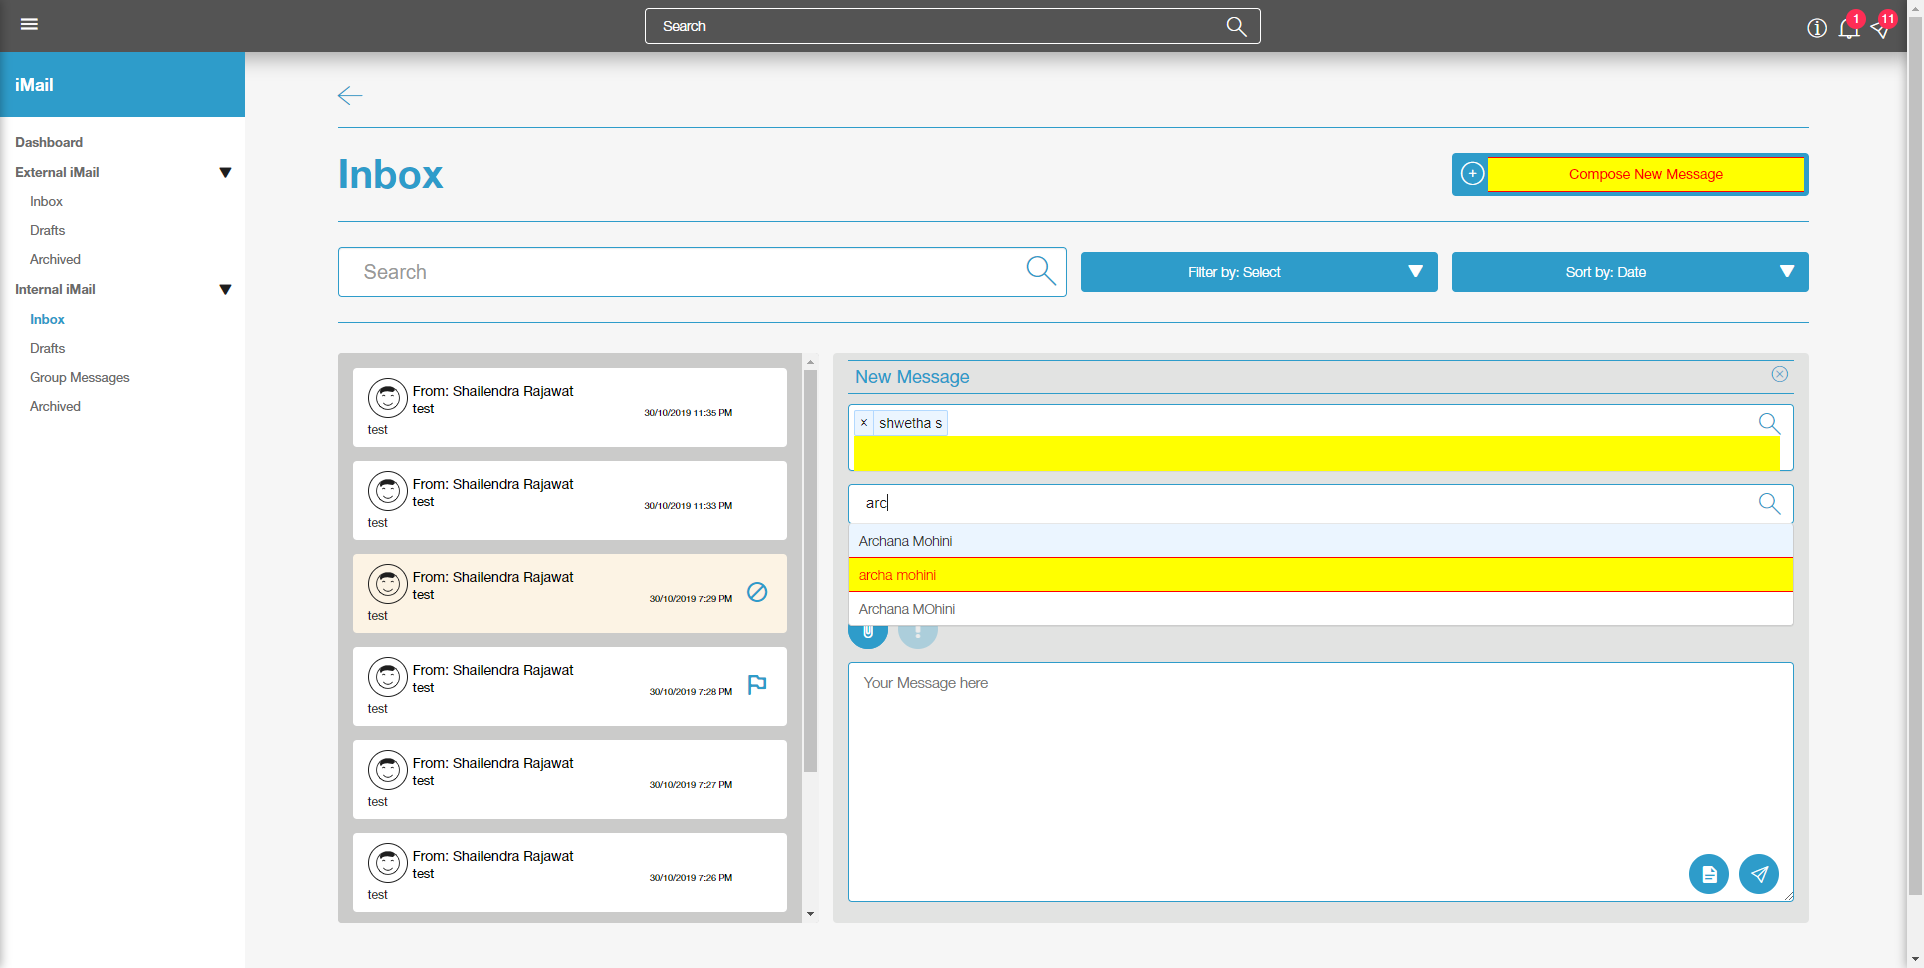 Search
1
11
iMail
Dashboard
External iMail
Inbox
Drafts
Archived
Internal iMail
Inbox
Drafts
Group Messages
Archived
Inbox
Compose New Message
Search
Filter by: Select
Sort by: Date
From: Shailendra Rajawat
test
30/10/2019 11:35 PM
test
From: Shailendra Rajawat
test
30/10/2019 11:33 PM
test
From: Shailendra Rajawat
test
30/10/2019 7:29 PM
test
From: Shailendra Rajawat
test
30/10/2019 7:28 PM
test
From: Shailendra Rajawat
test
30/10/2019 7:27 PM
test
From: Shailendra Rajawat
test
30/10/2019 7:26 PM
test
New Message
× shwetha s
arc
Archana Mohini
archa mohini
Archana MOhini
Your Message here